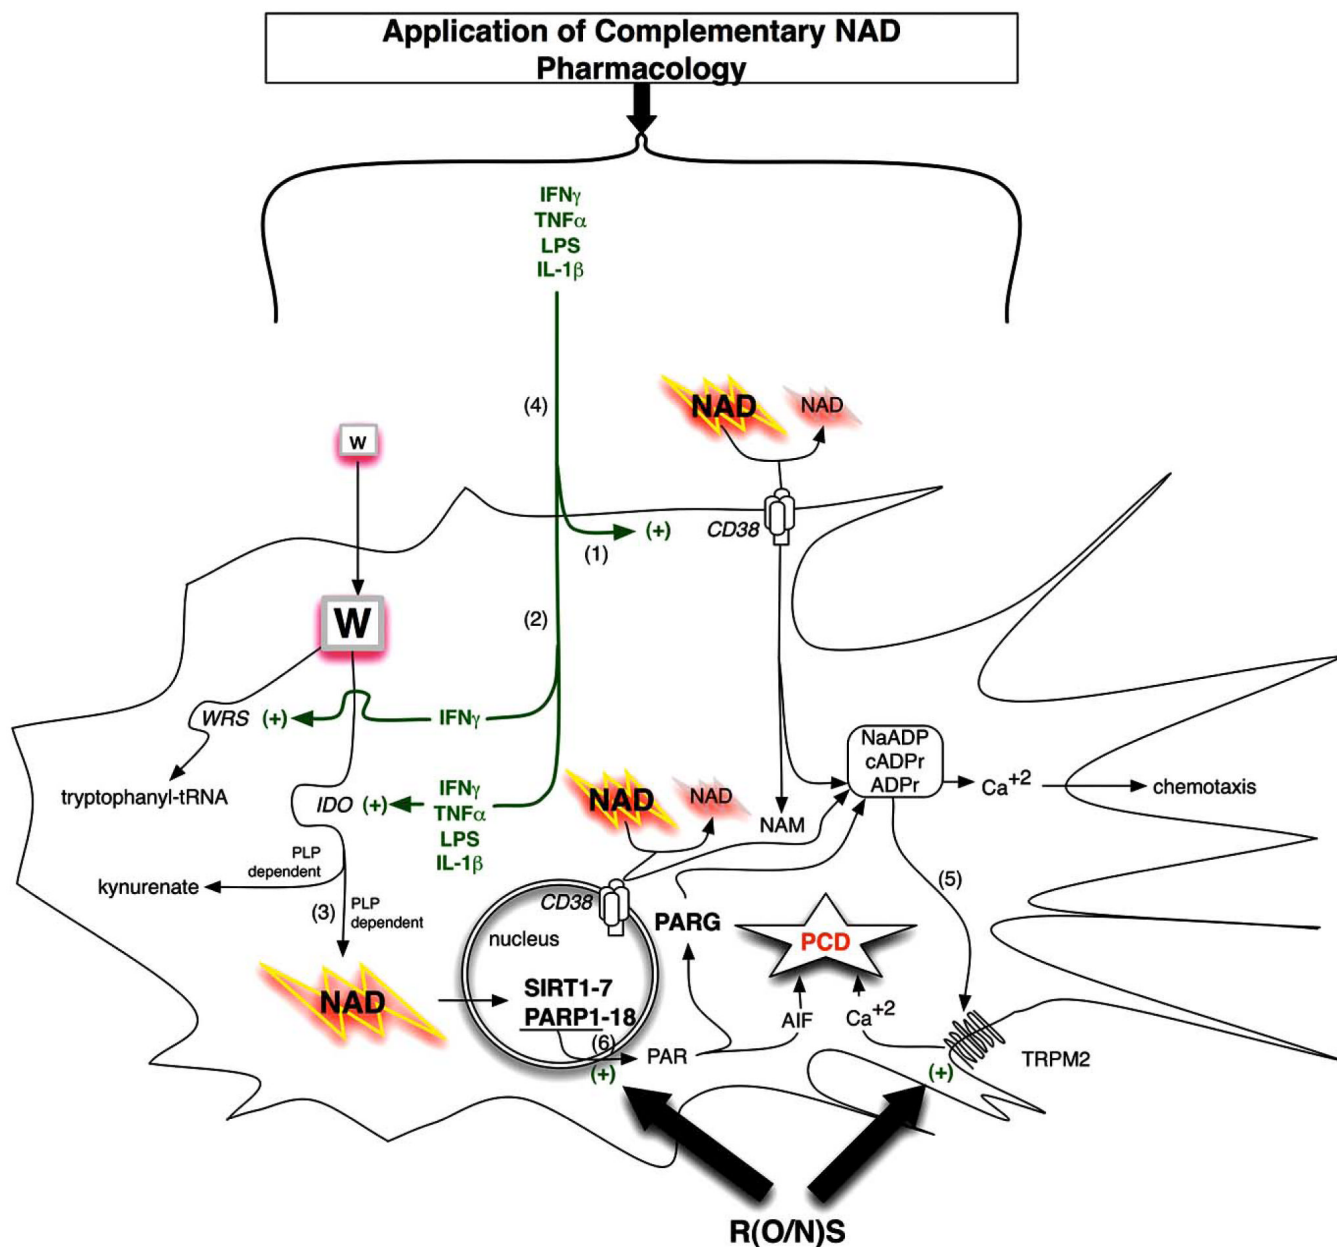 Application of Complementary NAD
Pharmacology
IFNγ
TNFα
LPS
IL-1β
(4)
NAD
NAD
W
CD38
(+)
(1)
(2)
W
WRS
(+)
IFNγ
tryptophanyl-tRNA
IDO
(+)
IFNγ
TNFα
LPS
IL-1β
NAD
NAD
NAM
NaADP
cADPr
ADPr
Ca+2
chemotaxis
PLP
dependent
kynurenate
(3)
PLP
dependent
NAD
CD38
nucleus
SIRT1-7
PARP1-18
(6)
(+)
PAR
PARG
PCD
AIF
Ca+2
(5)
TRPM2
(+)
R(O/N)S